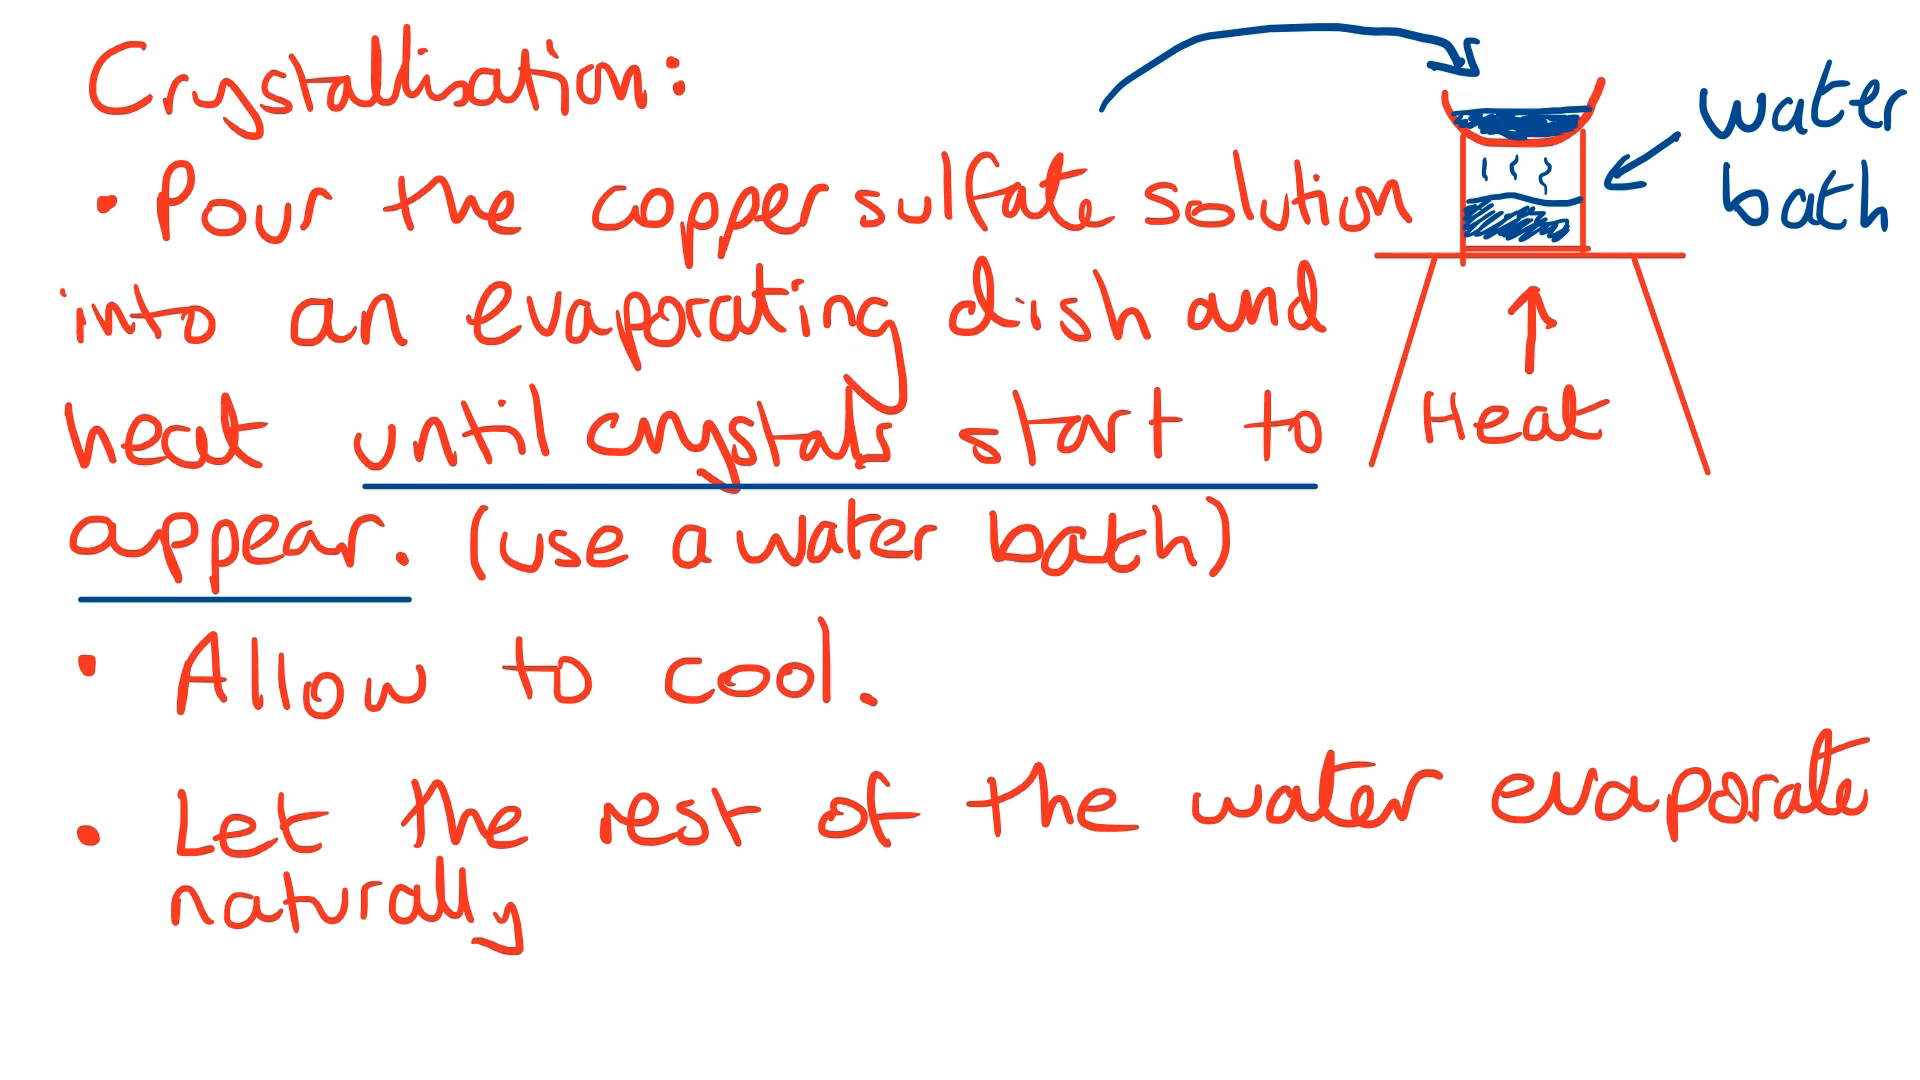 Crystallisation:
• Pour the copper sulfate solution
into an evaporating dish and
heat until crystals start to
appear. (use a water bath)
• Allow to cool.
• Let the rest of the water evaporate
naturally
water
bath
Heat